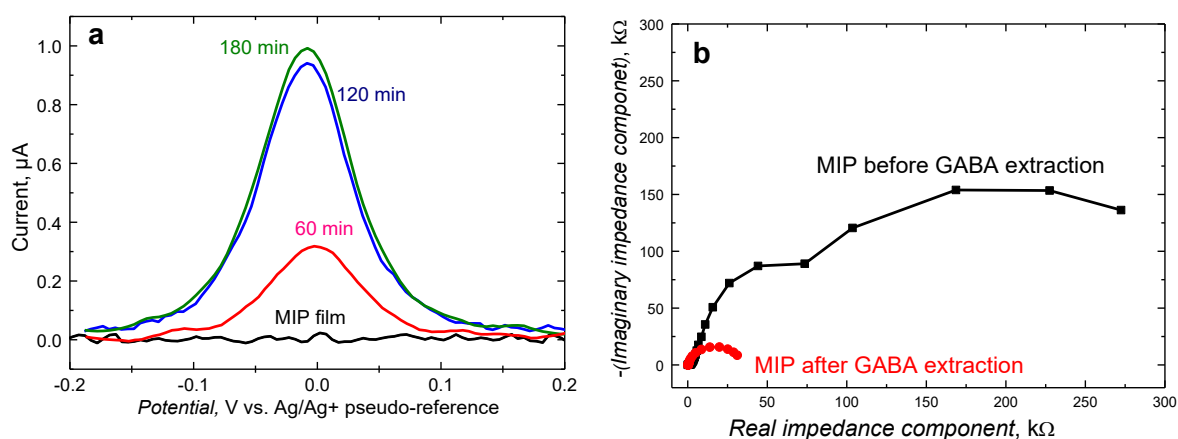 a
180 min
120 min
60 min
MIP film
Current, µA
1.0
0.8
0.6
0.4
0.2
0.0
-0.2
-0.1
0.0
0.1
0.2
Potential, V vs. Ag/Ag+ pseudo-reference
b
MIP before GABA extraction
MIP after GABA extraction
-(Imaginary impedance componet), kΩ
300
250
200
150
100
50
0
0
50
100
150
200
250
300
Real impedance component, kΩ